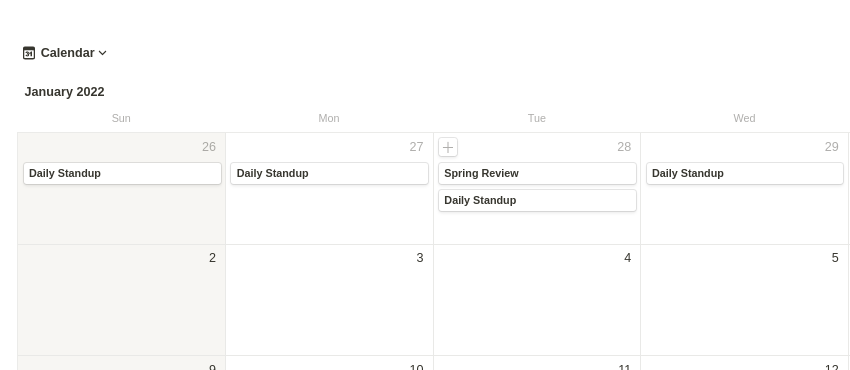 Calendar
January 2022
Sun Mon Tue Wed
26 27 28 29
Daily Standup Daily Standup Spring Review Daily Standup
Daily Standup
2 3 4 5
9 10 11 12